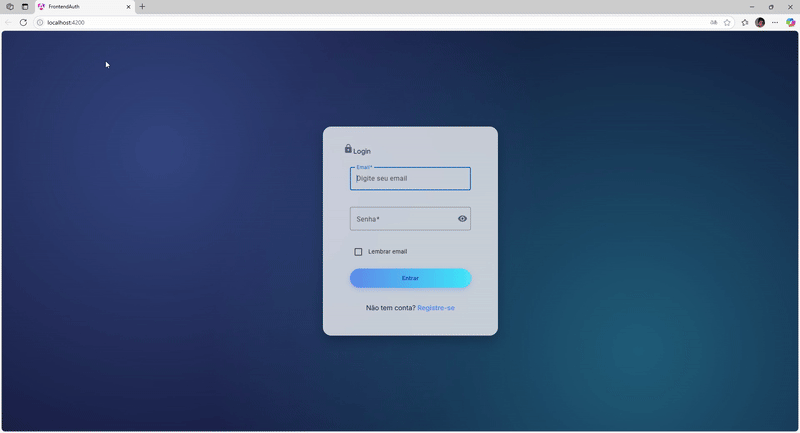 FrontendAuth
localhost:4200
Login
Email*
Digite seu email
Senha*
Lembrar email
Entrar
Não tem conta? Registre-se